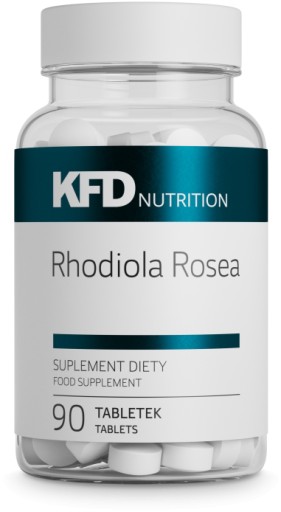 KFD NUTRITION
Rhodiola Rosea
SUPLEMENT DIETY
FOOD SUPPLEMENT
90 TABLETEK
TABLETS